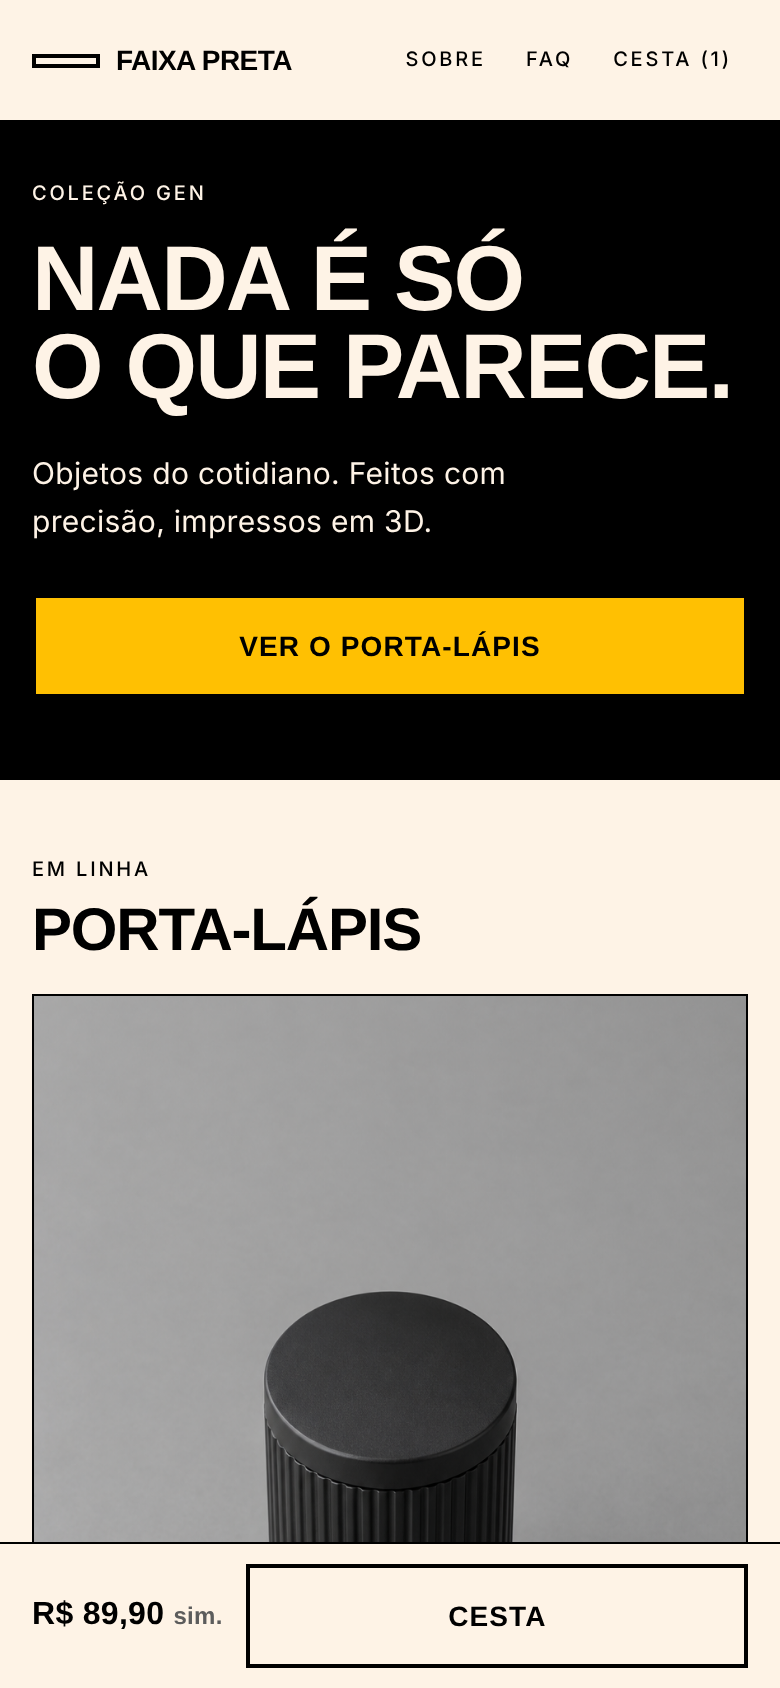 FAIXA PRETA
SOBRE FAQ CESTA (1)
COLEÇÃO GEN
NADA É SÓ
O QUE PARECE.
Objetos do cotidiano. Feitos com
precisão, impressos em 3D.
VER O PORTA-LÁPIS
EM LINHA
PORTA-LÁPIS
R$ 89,90 sim.
CESTA